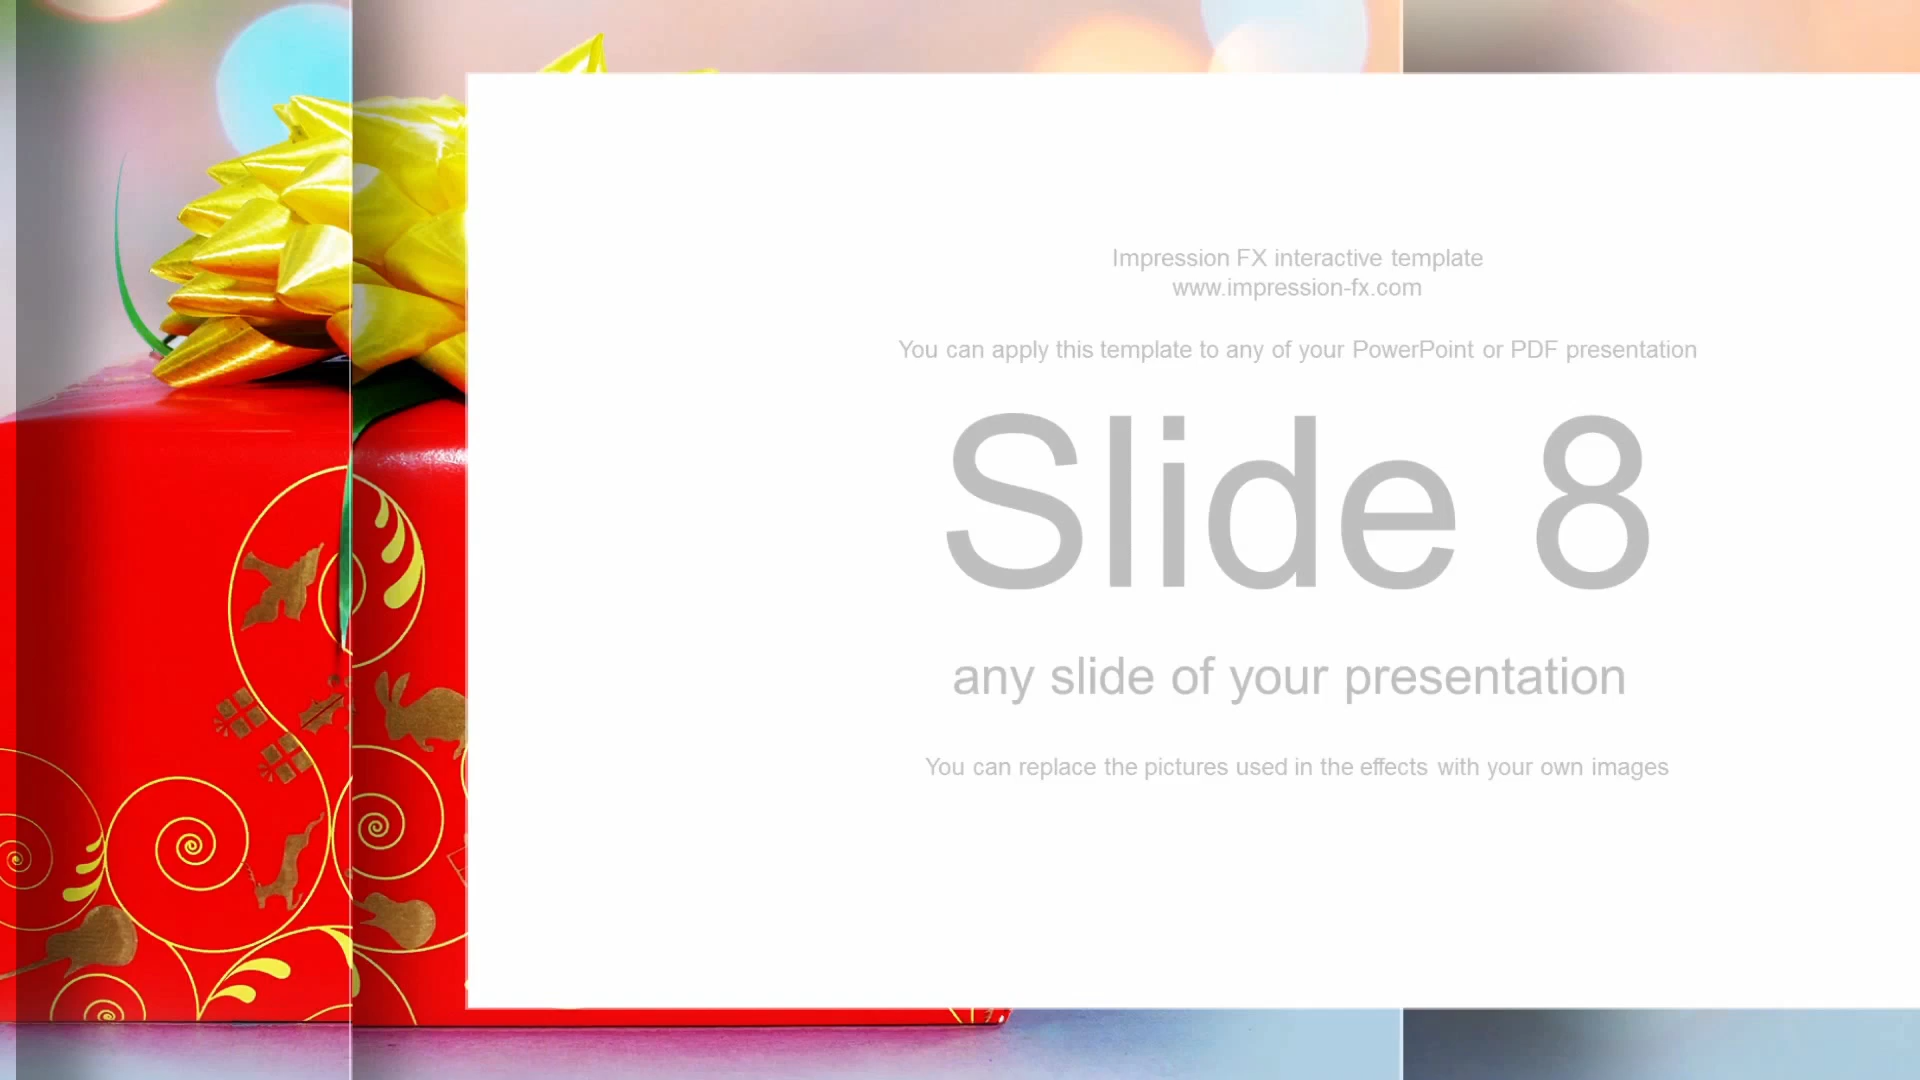 Impression FX interactive template
www.impression-fx.com
You can apply this template to any of your PowerPoint or PDF presentation
Slide 8
any slide of your presentation
You can replace the pictures used in the effects with your own images